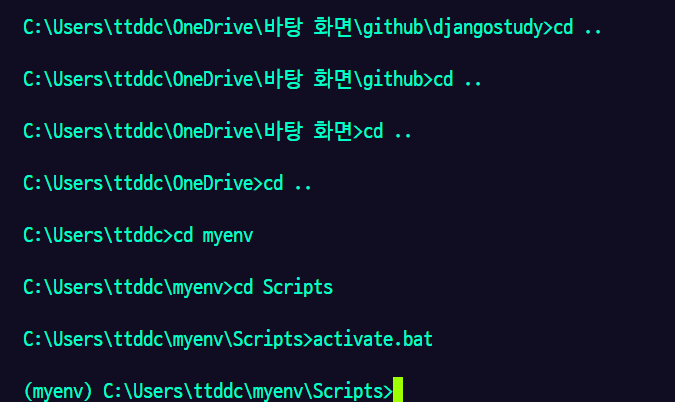 C:\Users\ttddc\OneDrive\바탕 화면\github\djangostudy>cd ..
C:\Users\ttddc\OneDrive\바탕 화면\github>cd ..
C:\Users\ttddc\OneDrive\바탕 화면>cd ..
C:\Users\ttddc\OneDrive>cd ..
C:\Users\ttddc>cd myenv
C:\Users\ttddc\myenv>cd Scripts
C:\Users\ttddc\myenv\Scripts>activate.bat
(myenv) C:\Users\ttddc\myenv\Scripts>